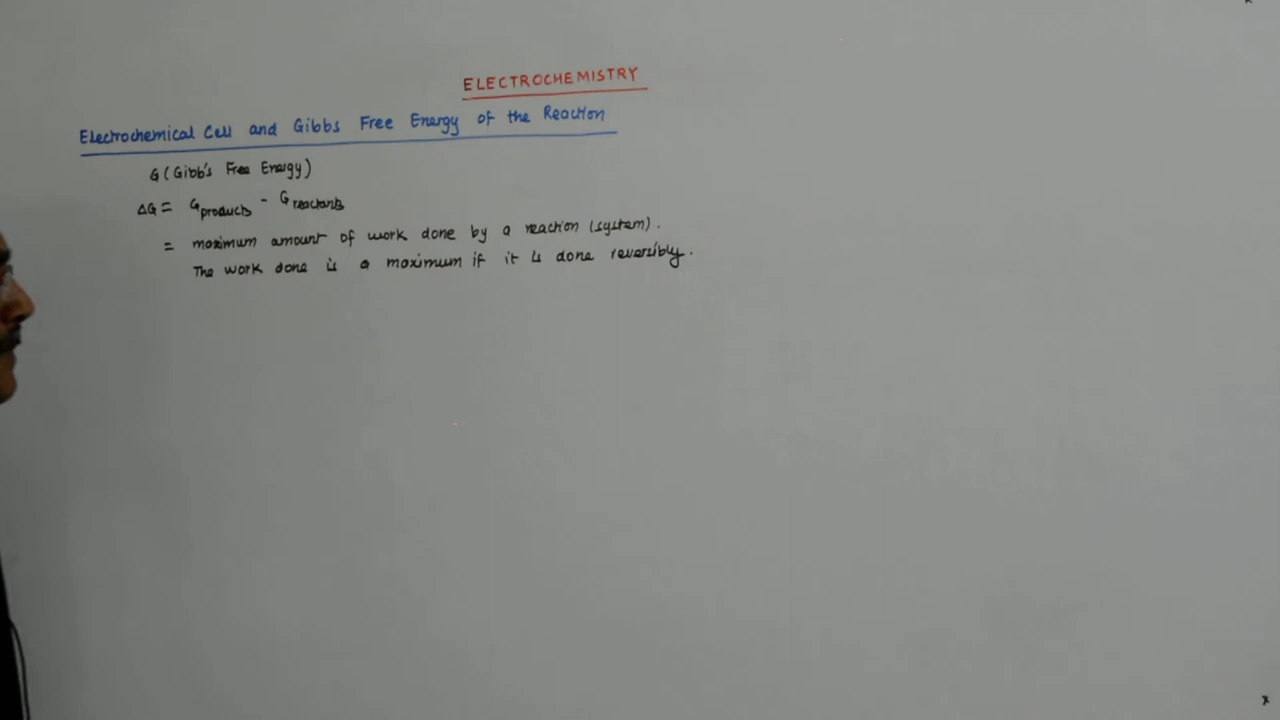 ELECTROCHEMISTRY
Electrochemical Cell and Gibbs Free Energy of the Reaction
G (Gibb's Free Energy)
ΔG = Gproducts - Greactants
= maximum amount of work done by a reaction (system).
The work done is a maximum if it is done reversibly.